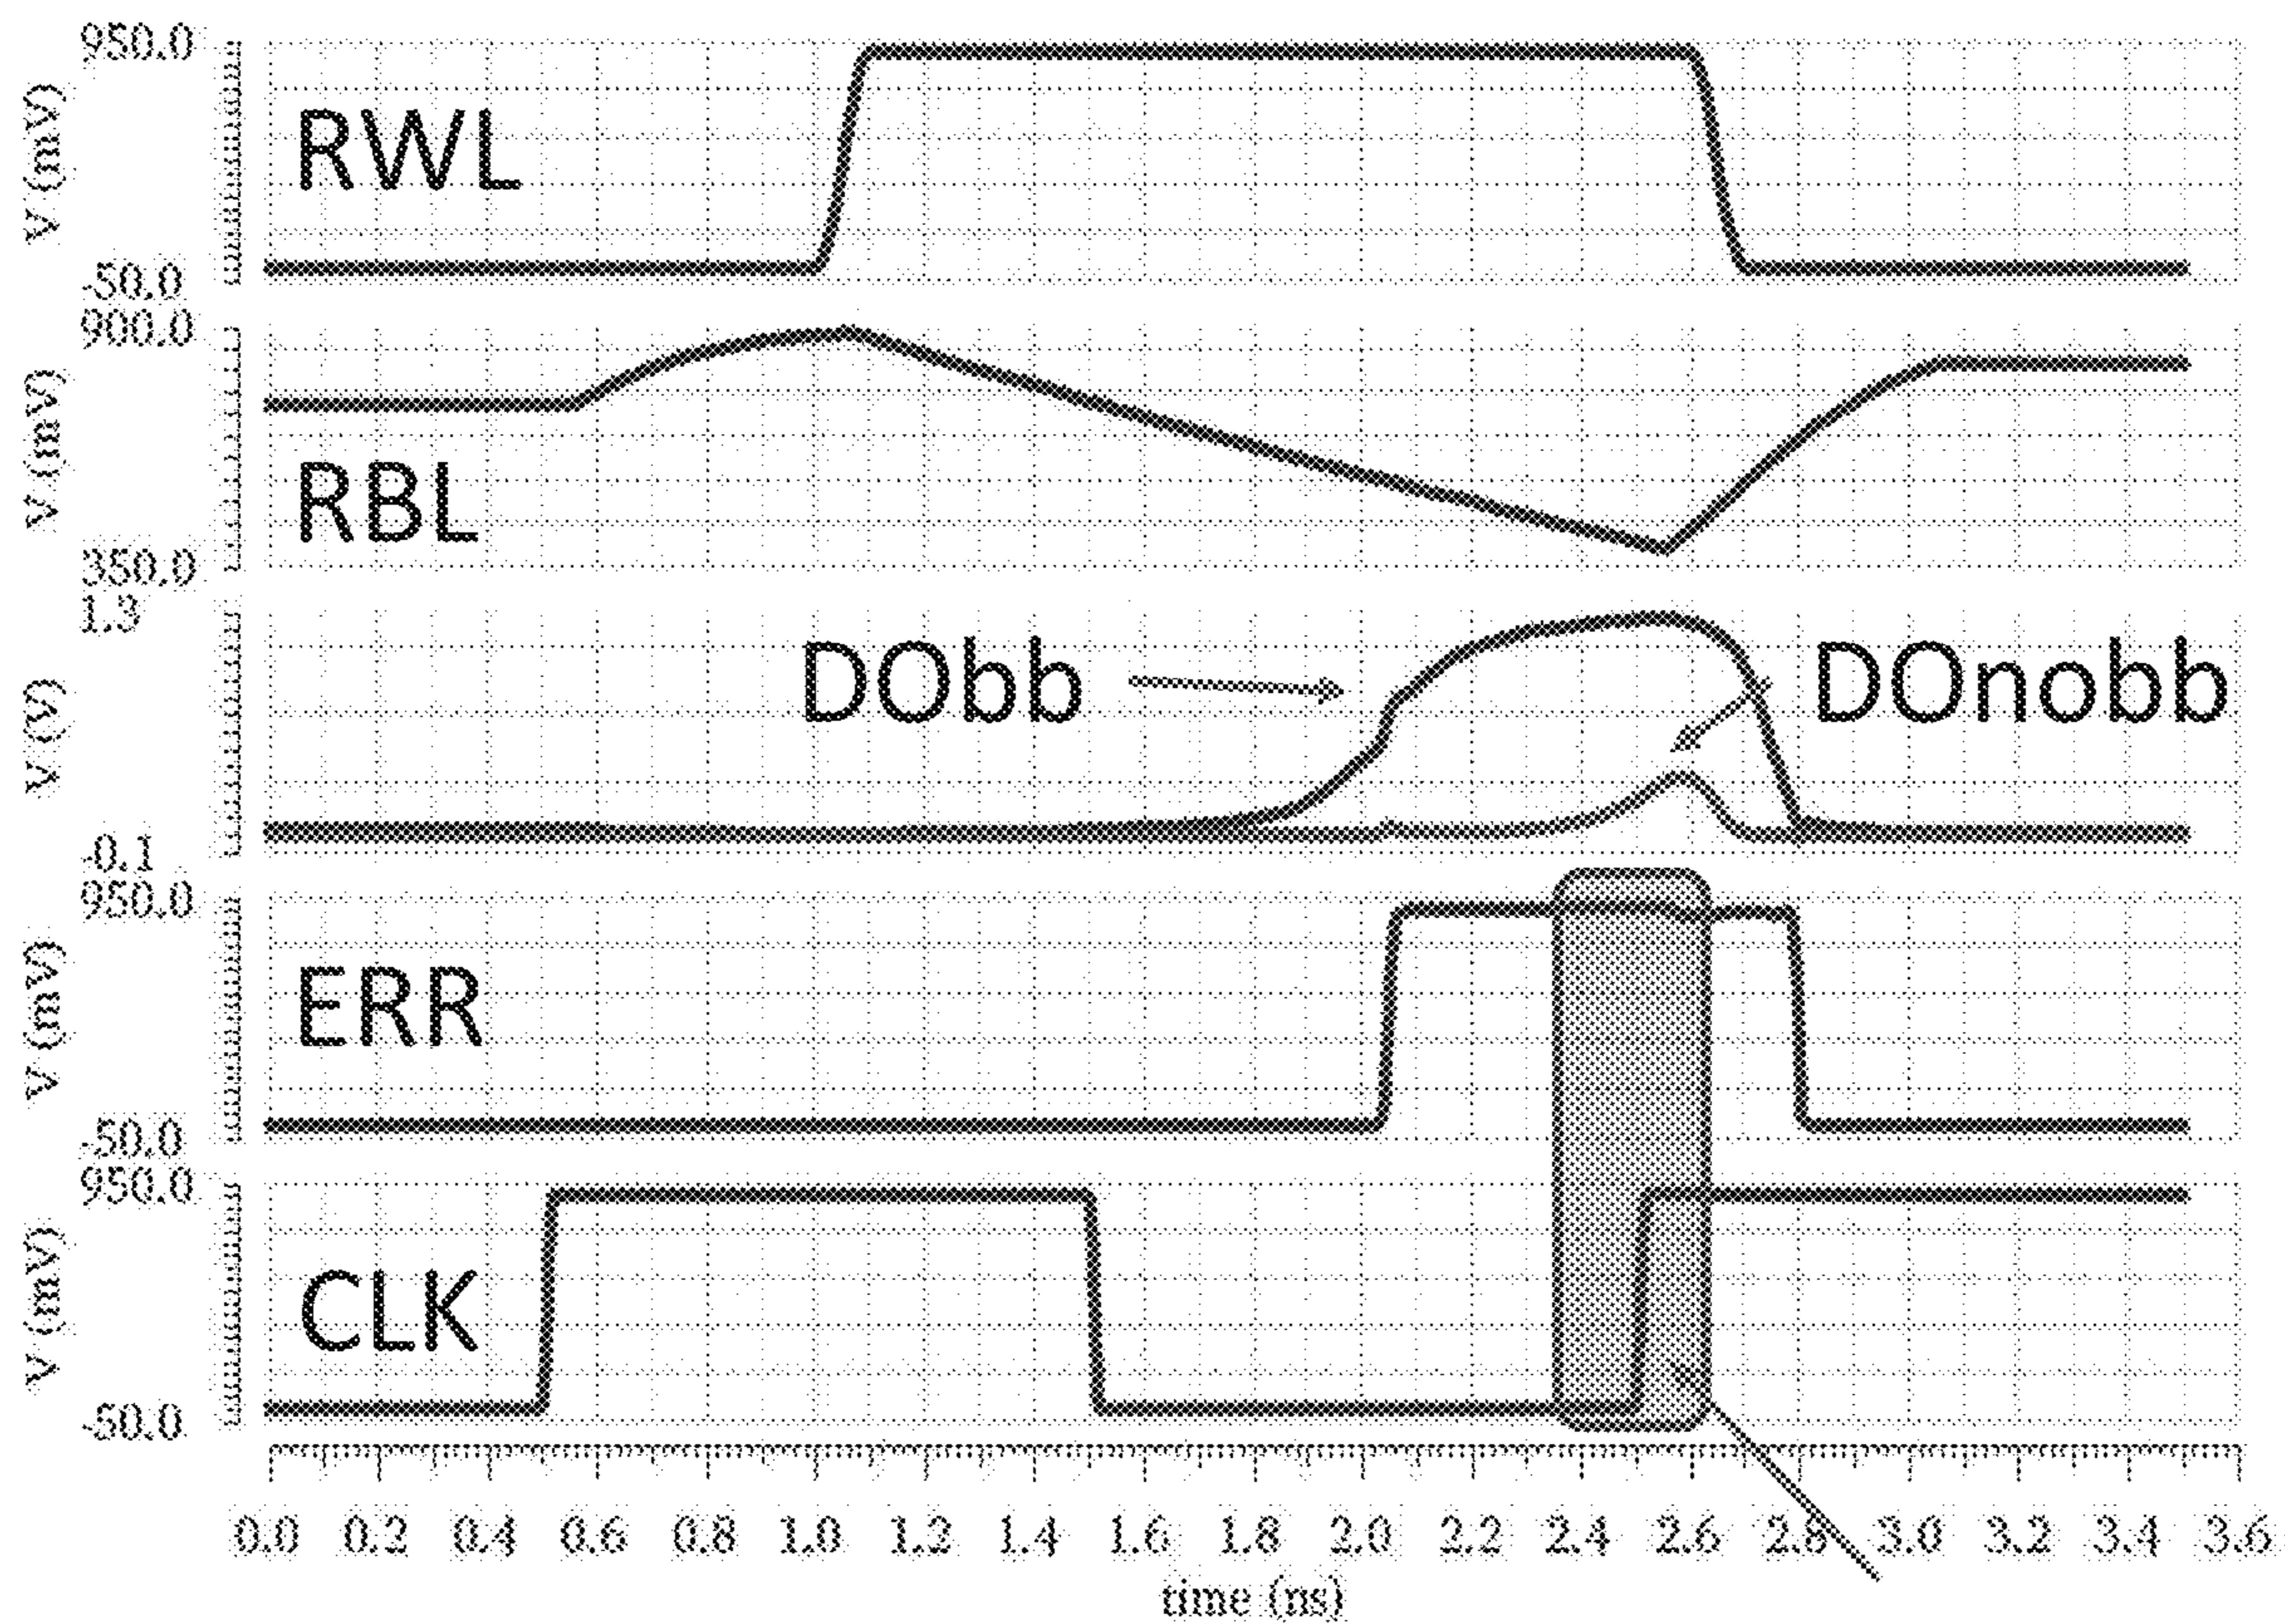 950.0
V (mV)
RWL
-50.0
900.0
V (mV)
RBL
350.0
1.3
V (V)
DObb
DOnobb
-0.1
950.0
V (mV)
ERR
-50.0
950.0
V (mV)
CLK
-50.0
0.0 0.2 0.4 0.6 0.8 1.0 1.2 1.4 1.6 1.8 2.0 2.2 2.4 2.6 2.8 3.0 3.2 3.4 3.6
time (ns)